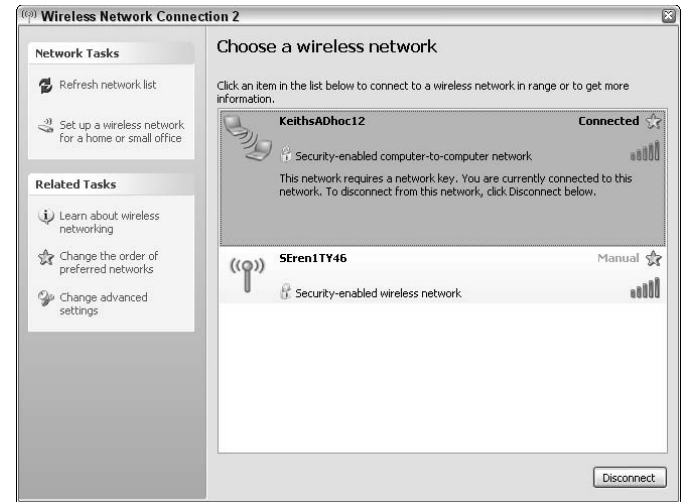 Wireless Network Connection 2
Network Tasks
Refresh network list
Set up a wireless network
for a home or small office
Related Tasks
Learn about wireless
networking
Change the order of
preferred networks
Change advanced
settings
Choose a wireless network
Click an item in the list below to connect to a wireless network in range or to get more
information.
KeithsADhoc12 Connected
Security-enabled computer-to-computer network
This network requires a network key. You are currently connected to this
network. To disconnect from this network, click Disconnect below.
SEren1TY46 Manual
Security-enabled wireless network
Disconnect